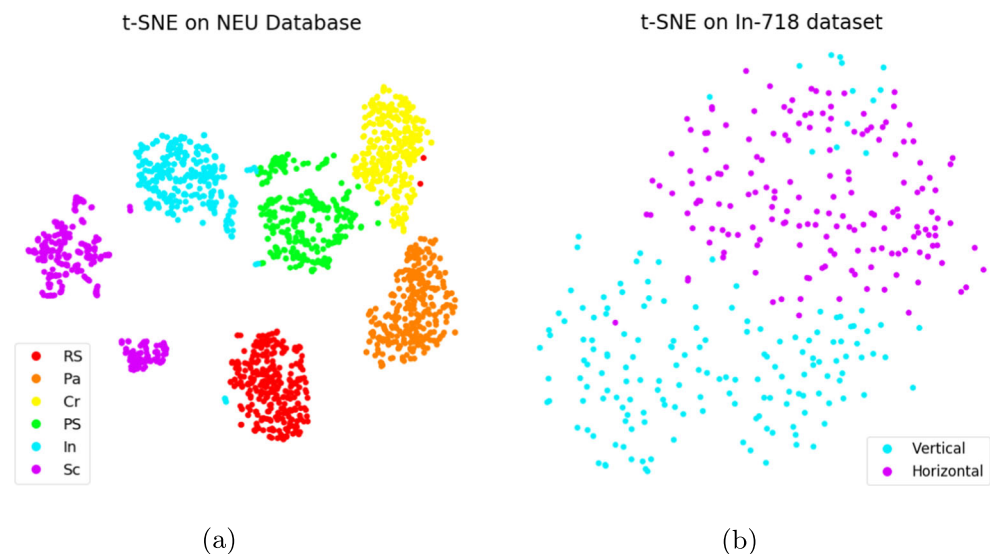 t-SNE on NEU Database
RS
Pa
Cr
PS
In
Sc
(a)
t-SNE on In-718 dataset
Vertical
Horizontal
(b)